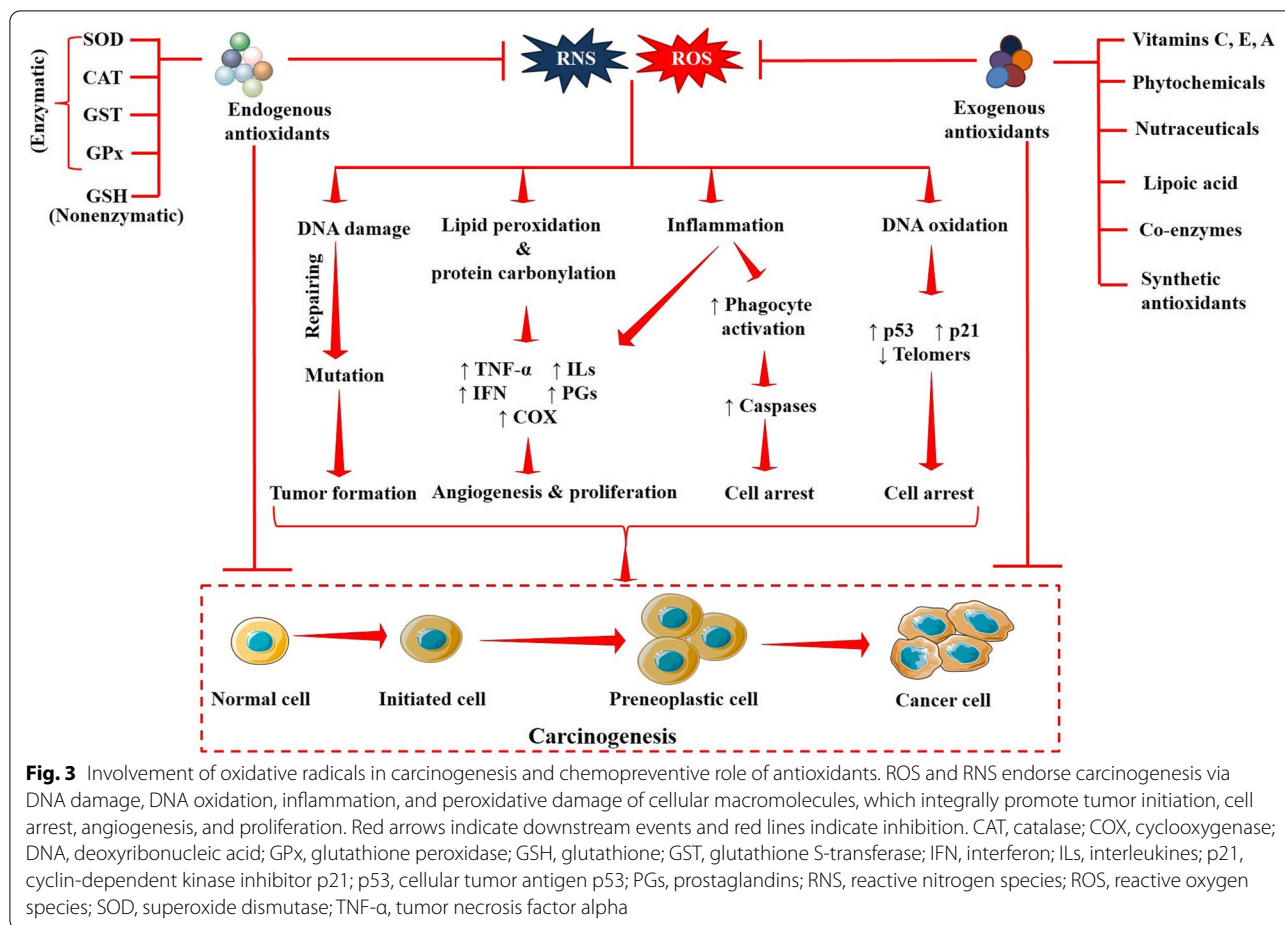 SOD
CAT
GST
GPx
(Enzymatic)
GSH
(Nonenzymatic)
Endogenous
antioxidants
RNS
ROS
Exogenous
antioxidants
Vitamins C, E, A
Phytochemicals
Nutraceuticals
Lipoic acid
Co-enzymes
Synthetic
antioxidants
DNA damage
Repairing
Mutation
Tumor formation
Lipid peroxidation
&
protein carbonylation
↑ TNF-α ↑ ILs
↑ IFN ↑ PGs
↑ COX
Angiogenesis & proliferation
Inflammation
↑ Phagocyte
activation
↑ Caspases
Cell arrest
DNA oxidation
↑ p53 ↑ p21
↓ Telomers
Cell arrest
Normal cell
Initiated cell
Preneoplastic cell
Cancer cell
Carcinogenesis
Fig. 3 Involvement of oxidative radicals in carcinogenesis and chemopreventive role of antioxidants. ROS and RNS endorse carcinogenesis via
DNA damage, DNA oxidation, inflammation, and peroxidative damage of cellular macromolecules, which integrally promote tumor initiation, cell
arrest, angiogenesis, and proliferation. Red arrows indicate downstream events and red lines indicate inhibition. CAT, catalase; COX, cyclooxygenase;
DNA, deoxyribonucleic acid; GPx, glutathione peroxidase; GSH, glutathione; GST, glutathione S-transferase; IFN, interferon; ILs, interleukines; p21,
cyclin-dependent kinase inhibitor p21; p53, cellular tumor antigen p53; PGs, prostaglandins; RNS, reactive nitrogen species; ROS, reactive oxygen
species; SOD, superoxide dismutase; TNF-α, tumor necrosis factor alpha